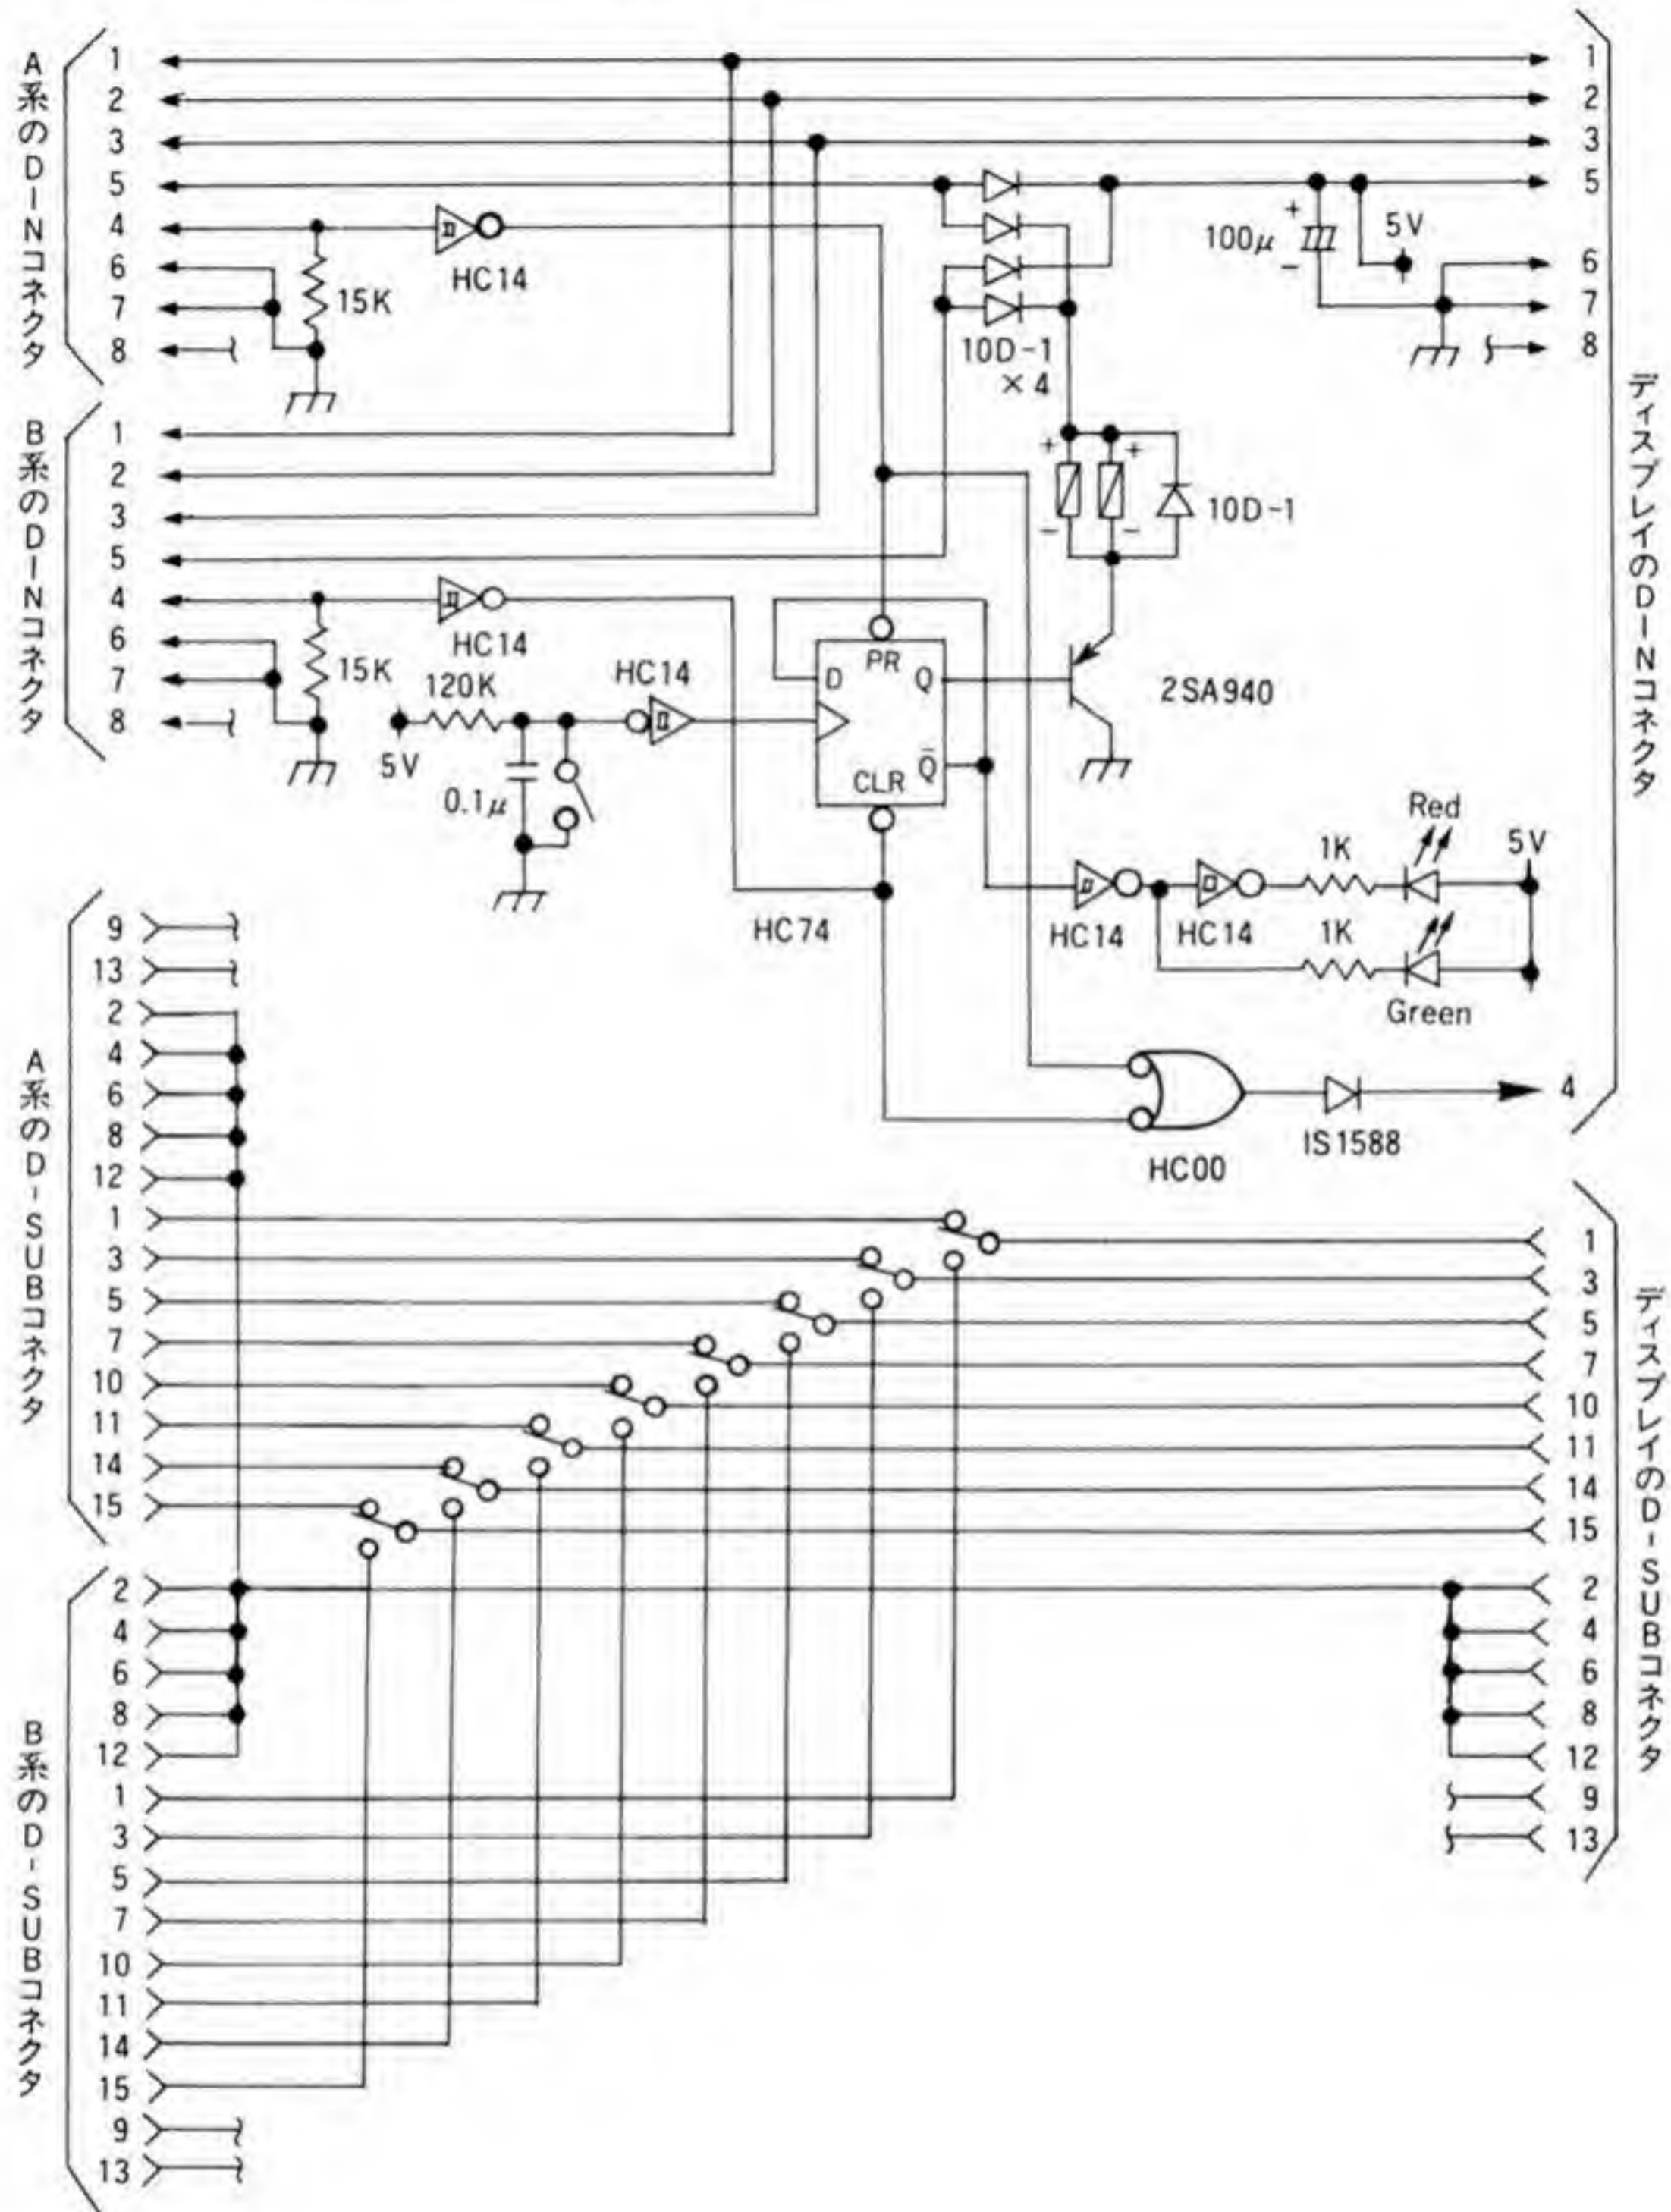 A系のDINコネクタ
1
2
3
5
4
6
7
8
HC14
15K
10D-1
×4
+
100μ
−
5V
1
2
3
5
6
7
8
ディスプレイのDINコネクタ
B系のDINコネクタ
1
2
3
5
4
6
7
8
HC14
15K
120K
5V
0.1μ
HC14
+
−
+
−
10D-1
PR
D
Q
Q̄
CLR
HC74
2SA940
HC14
HC14
1K
1K
Red
Green
5V
HC00
IS1588
4
A系のD-SUBコネクタ
9
13
2
4
6
8
12
1
3
5
7
10
11
14
15
B系のD-SUBコネクタ
2
4
6
8
12
1
3
5
7
10
11
14
15
9
13
ディスプレイのD-SUBコネクタ
1
3
5
7
10
11
14
15
2
4
6
8
12
9
13